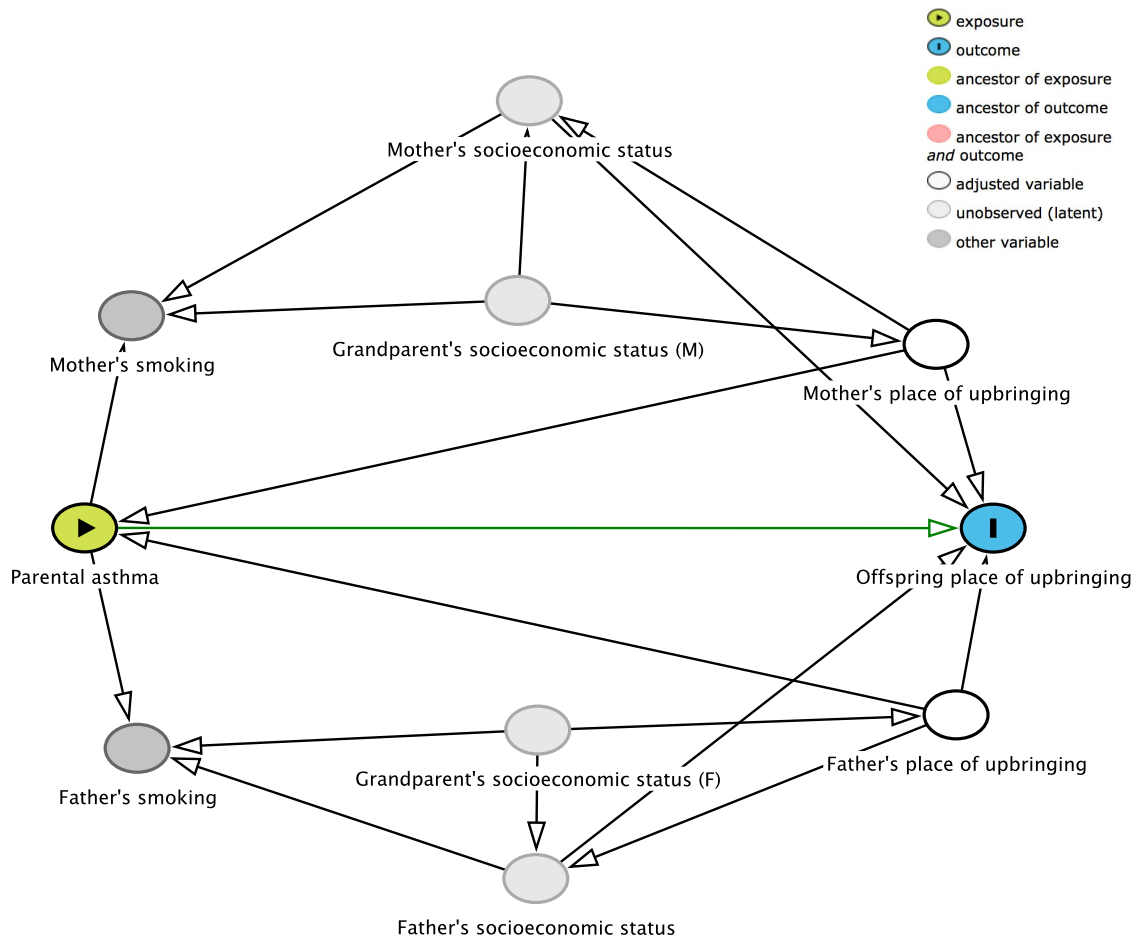 exposure
outcome
ancestor of exposure
ancestor of outcome
ancestor of exposure
and outcome
adjusted variable
unobserved (latent)
other variable
Mother's socioeconomic status
Grandparent's socioeconomic status (M)
Mother's smoking
Mother's place of upbringing
Parental asthma
Offspring place of upbringing
Father's place of upbringing
Grandparent's socioeconomic status (F)
Father's smoking
Father's socioeconomic status